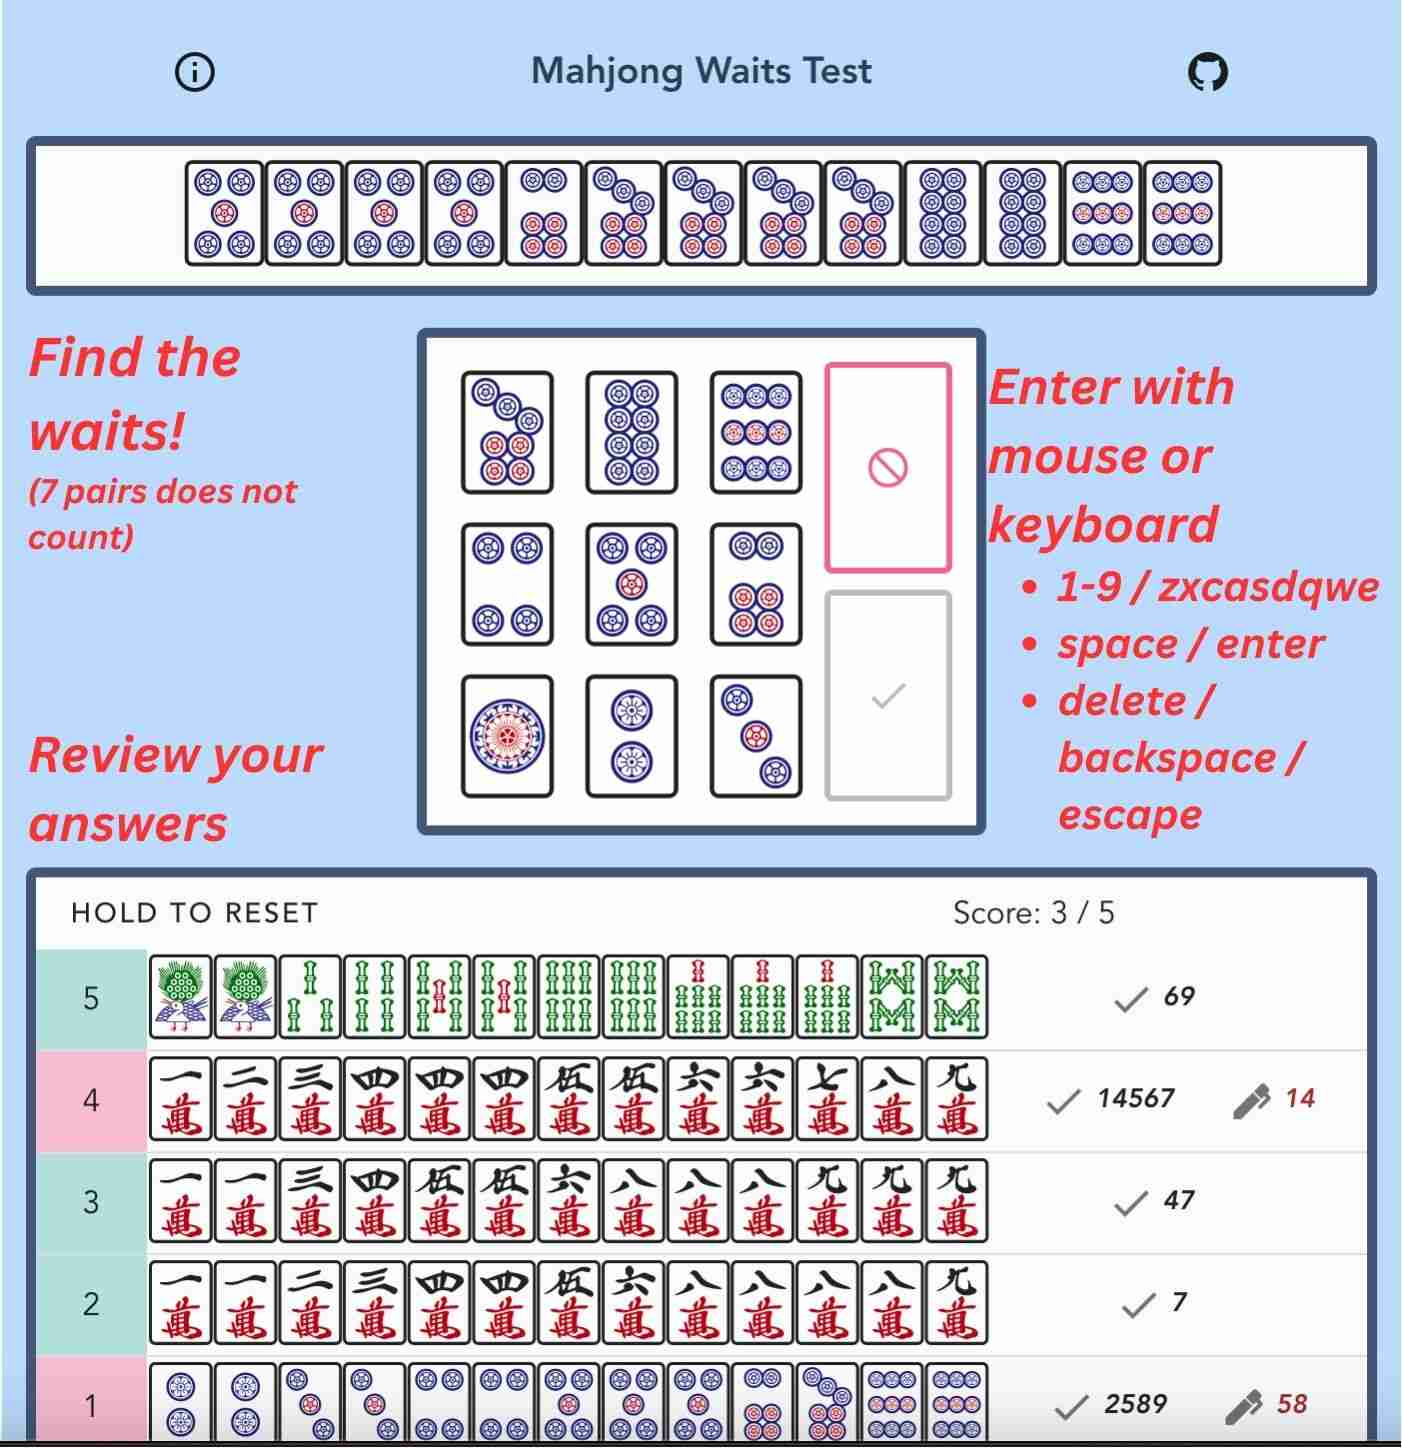 Mahjong Waits Test
Find the
waits!
(7 pairs does not
count)
Enter with
mouse or
keyboard
• 1-9 / zxcasdqwe
• space / enter
• delete /
backspace /
escape
Review your
answers
HOLD TO RESET
Score: 3 / 5
5
69
4
一 二 三 四 四 四 伍 伍 六 六 七 八 九
萬 萬 萬 萬 萬 萬 萬 萬 萬 萬 萬 萬 萬
14567
14
3
一 一 三 四 伍 伍 六 八 八 八 九 九 九
萬 萬 萬 萬 萬 萬 萬 萬 萬 萬 萬 萬 萬
47
2
一 一 二 三 四 四 伍 六 八 八 八 八 九
萬 萬 萬 萬 萬 萬 萬 萬 萬 萬 萬 萬 萬
7
1
2589
58